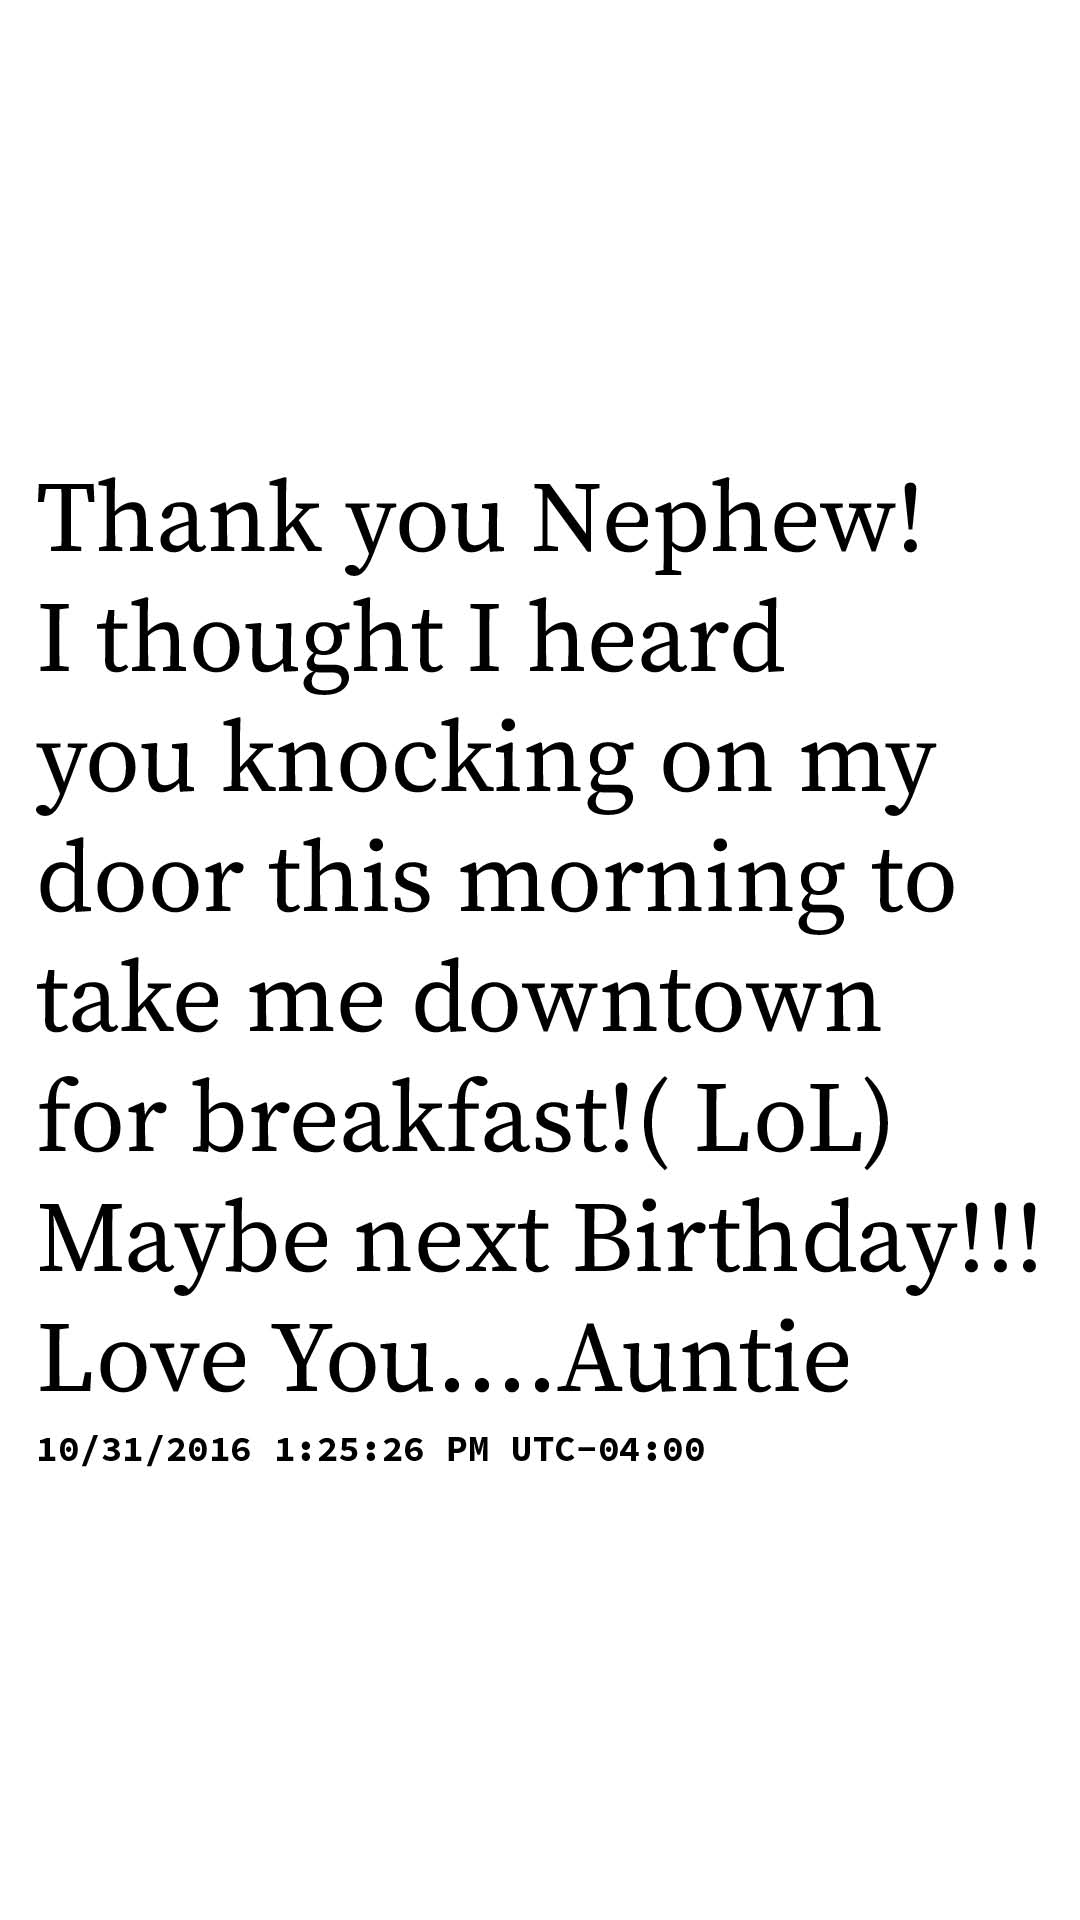 Thank you Nephew!
I thought I heard
you knocking on my
door this morning to
take me downtown
for breakfast!( LoL)
Maybe next Birthday!!!
Love You....Auntie
10/31/2016 1:25:26 PM UTC-04:00